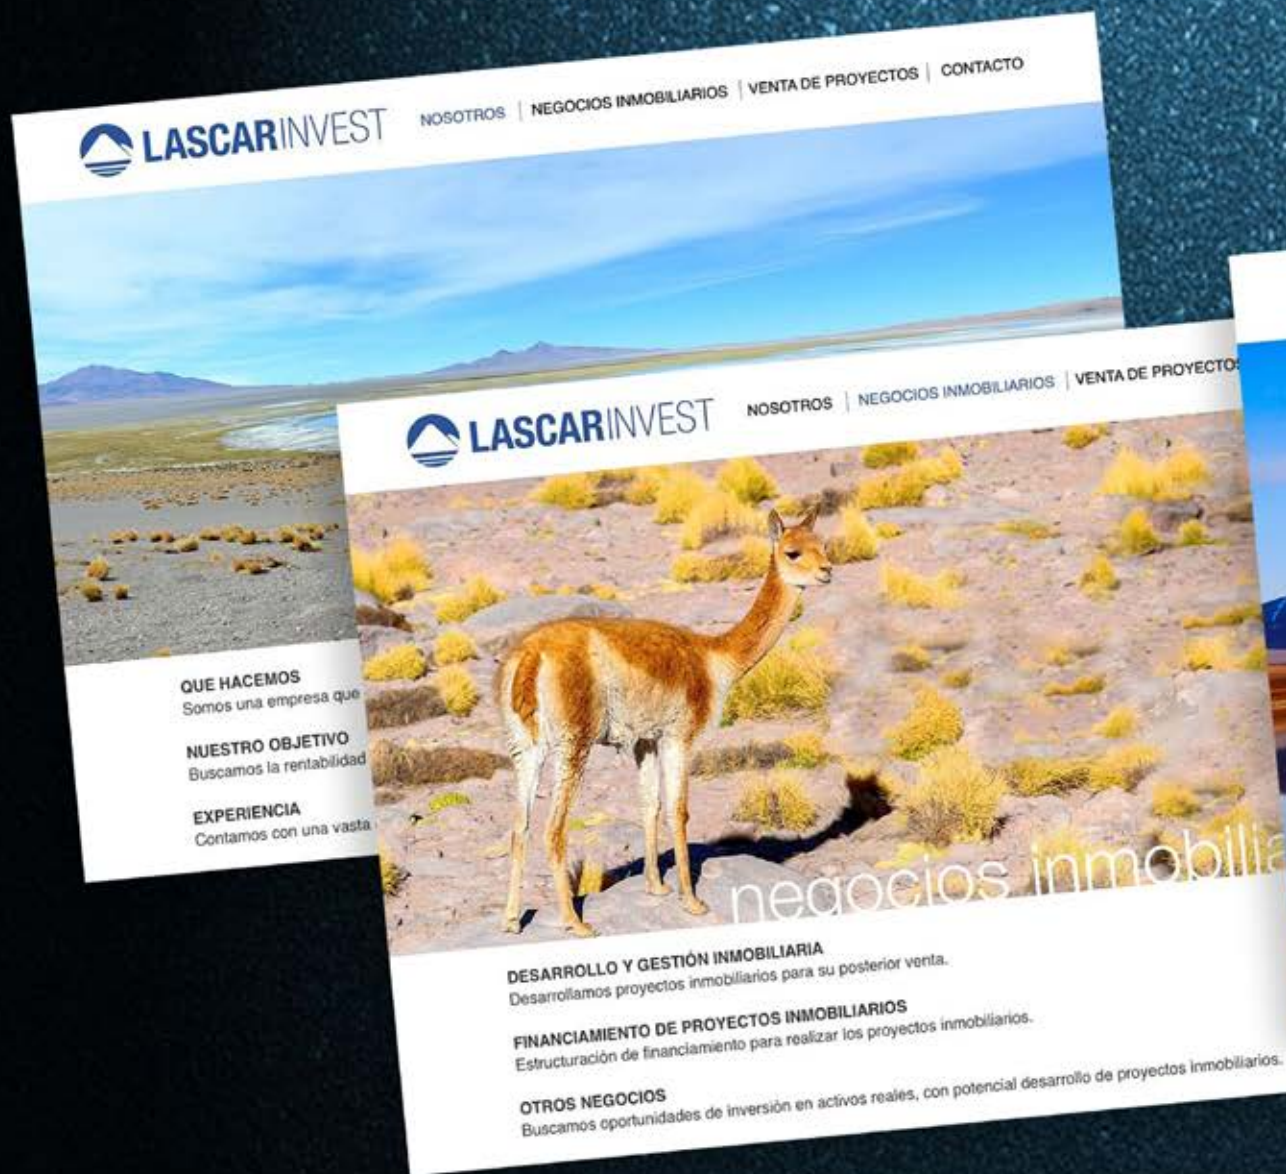 LASCARINVEST
NOSOTROS | NEGOCIOS INMOBILIARIOS | VENTA DE PROYECTOS | CONTACTO
QUE HACEMOS
Somos una empresa que
NUESTRO OBJETIVO
Buscamos la rentabilidad
EXPERIENCIA
Contamos con una vasta
LASCARINVEST
NOSOTROS | NEGOCIOS INMOBILIARIOS | VENTA DE PROYECTOS
negocios inmobilia
DESARROLLO Y GESTIÓN INMOBILIARIA
Desarrollamos proyectos inmobiliarios para su posterior venta.
FINANCIAMIENTO DE PROYECTOS INMOBILIARIOS
Estructuración de financiamiento para realizar los proyectos inmobiliarios.
OTROS NEGOCIOS
Buscamos oportunidades de inversión en activos reales, con potencial desarrollo de proyectos inmobiliarios.